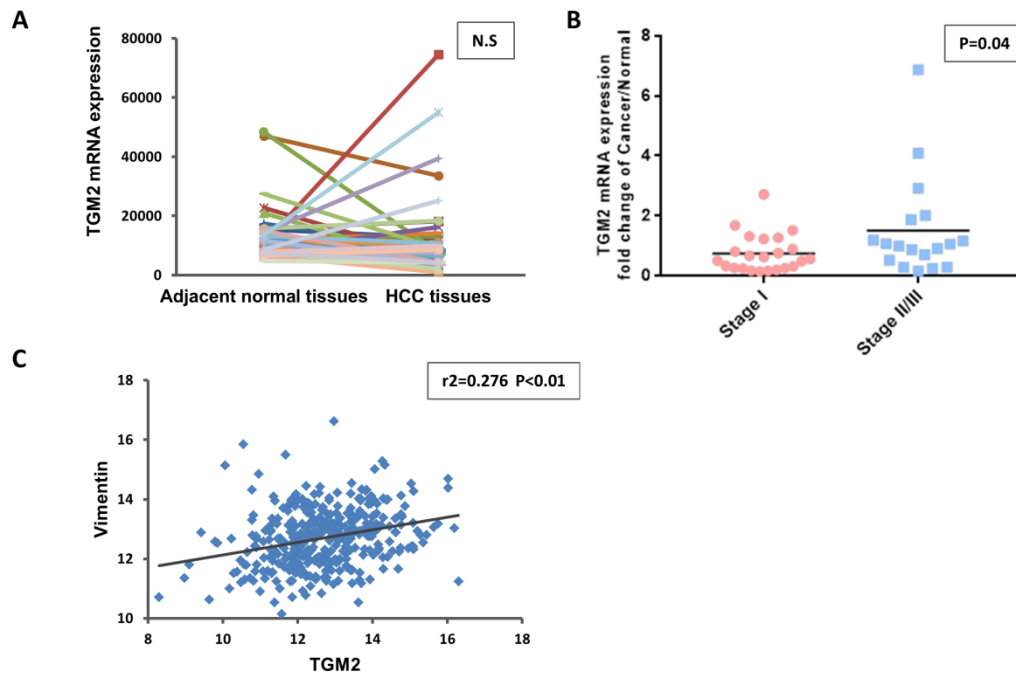 A
N.S
TGM2 mRNA expression
80000
60000
40000
20000
0
Adjacent normal tissues
HCC tissues
B
P=0.04
TGM2 mRNA expression
fold change of Cancer/Normal
8
6
4
2
0
Stage I
Stage II/III
C
r2=0.276 P<0.01
Vimentin
18
16
14
12
10
8
10
12
14
16
18
TGM2